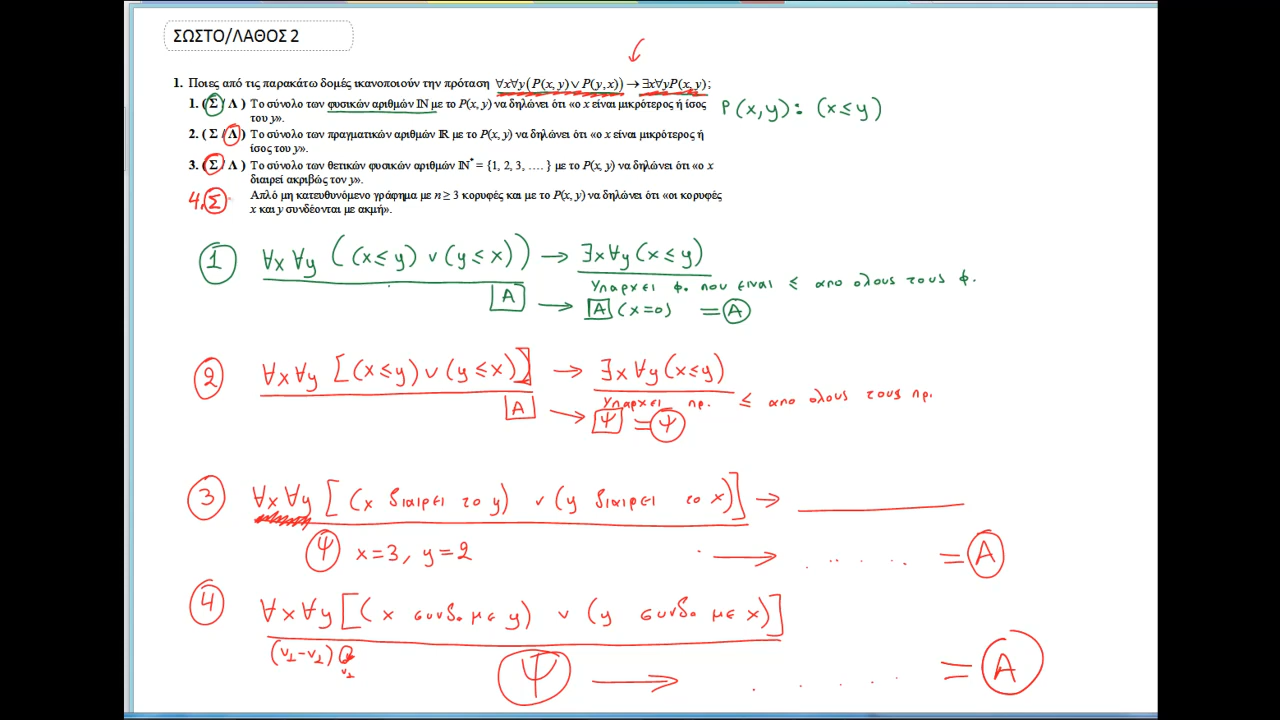 ΣΩΣΤΟ/ΛΑΘΟΣ 2
1. Ποιες από τις παρακάτω δομές ικανοποιούν την πρόταση ∀x∀y(P(x, y) ∨ P(y,x)) → ∃x∀yP(x, y);
1. (Σ / Λ) Το σύνολο των φυσικών αριθμών IN με το P(x, y) να δηλώνει ότι «ο x είναι μικρότερος ή ίσος P(x,y): (x≤y)
του y».
2. (Σ / Λ) Το σύνολο των πραγματικών αριθμών IR με το P(x, y) να δηλώνει ότι «ο x είναι μικρότερος ή
ίσος του y».
3. (Σ / Λ) Το σύνολο των θετικών φυσικών αριθμών IN* = {1, 2, 3, …. } με το P(x, y) να δηλώνει ότι «ο x
διαιρεί ακριβώς τον y».
4. Σ Απλό μη κατευθυνόμενο γράφημα με n ≥ 3 κορυφές και με το P(x, y) να δηλώνει ότι «οι κορυφές
x και y συνδέονται με ακμή».
1 ∀x ∀y ((x≤y) ∨ (y≤x)) → ∃x∀y(x≤y)
Υπαρχει φ. που ειναι ≤ απο ολους τους φ.
A → A (x=0) = A
2 ∀x∀y [(x≤y) ∨ (y≤x)] → ∃x∀y(x≤y)
Υπαρχει πρ. ≤ απο ολους τους πρ.
A → Ψ = Ψ
3 ∀x ∀y [(x διαιρει το y) ∨ (y διαιρει το x)] →
Ψ x=3, y=2 → ..... = A
4 ∀x ∀y [(x συνδ. με y) ∨ (y συνδ. με x)]
(v1-v1)
v1
Ψ → .... = A